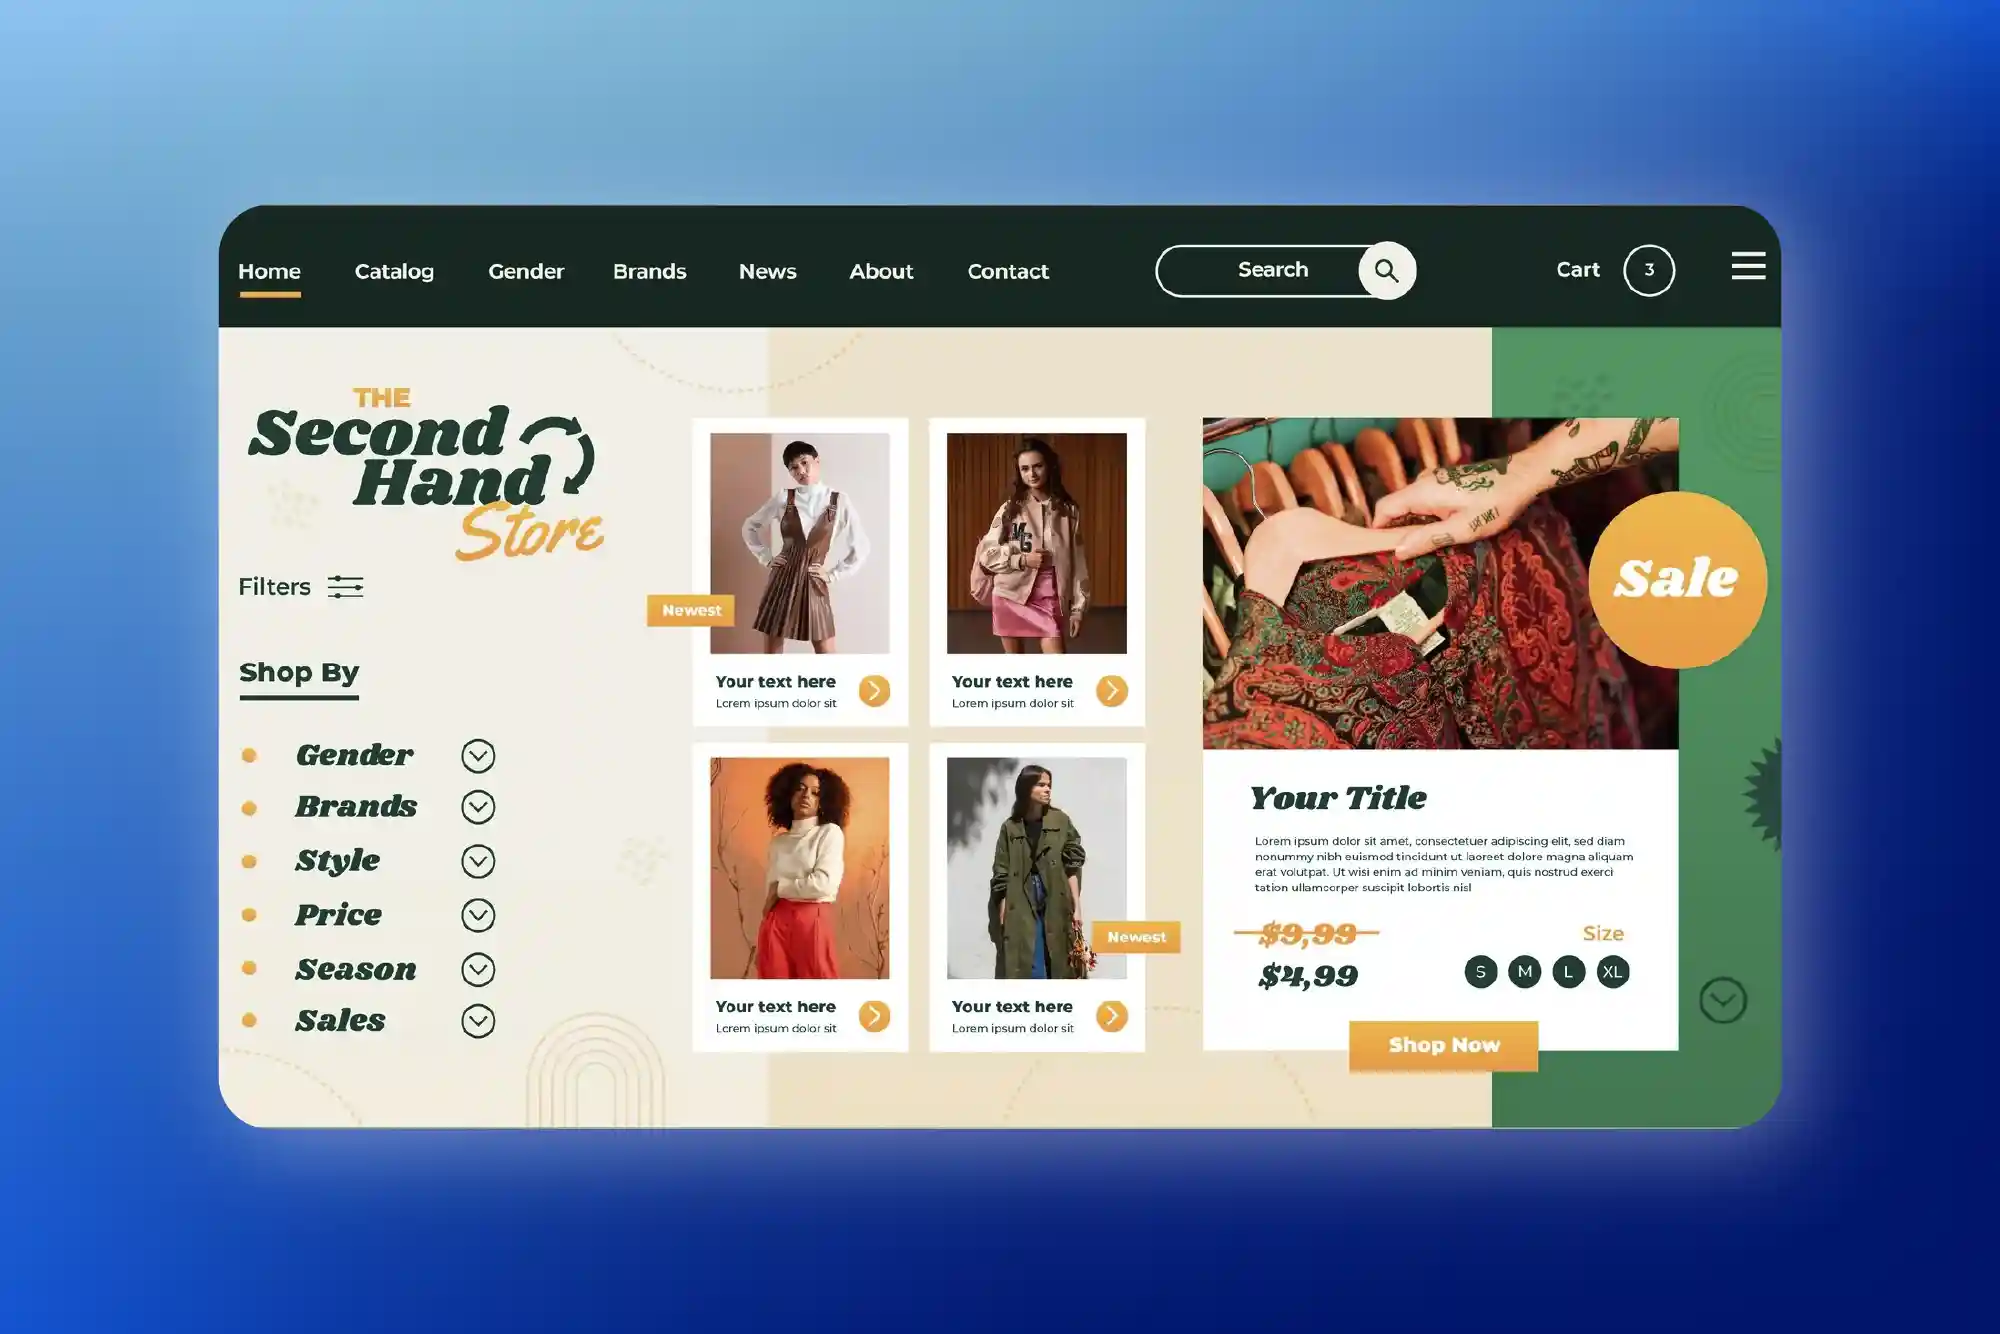 Home Catalog Gender Brands News About Contact Search Cart 3
THE
Second
Hand
Store
Filters
Shop By
Gender
Brands
Style
Price
Season
Sales
Newest
Your text here
Lorem ipsum dolor sit
Your text here
Lorem ipsum dolor sit
Your text here
Lorem ipsum dolor sit
Newest
Your text here
Lorem ipsum dolor sit
Sale
Your Title
Lorem ipsum dolor sit amet, consectetuer adipiscing elit, sed diam
nonummy nibh euismod tincidunt ut laoreet dolore magna aliquam
erat volutpat. Ut wisi enim ad minim veniam, quis nostrud exerci
tation ullamcorper suscipit lobortis nisl
$9,99
Size
$4,99
S M L XL
Shop Now